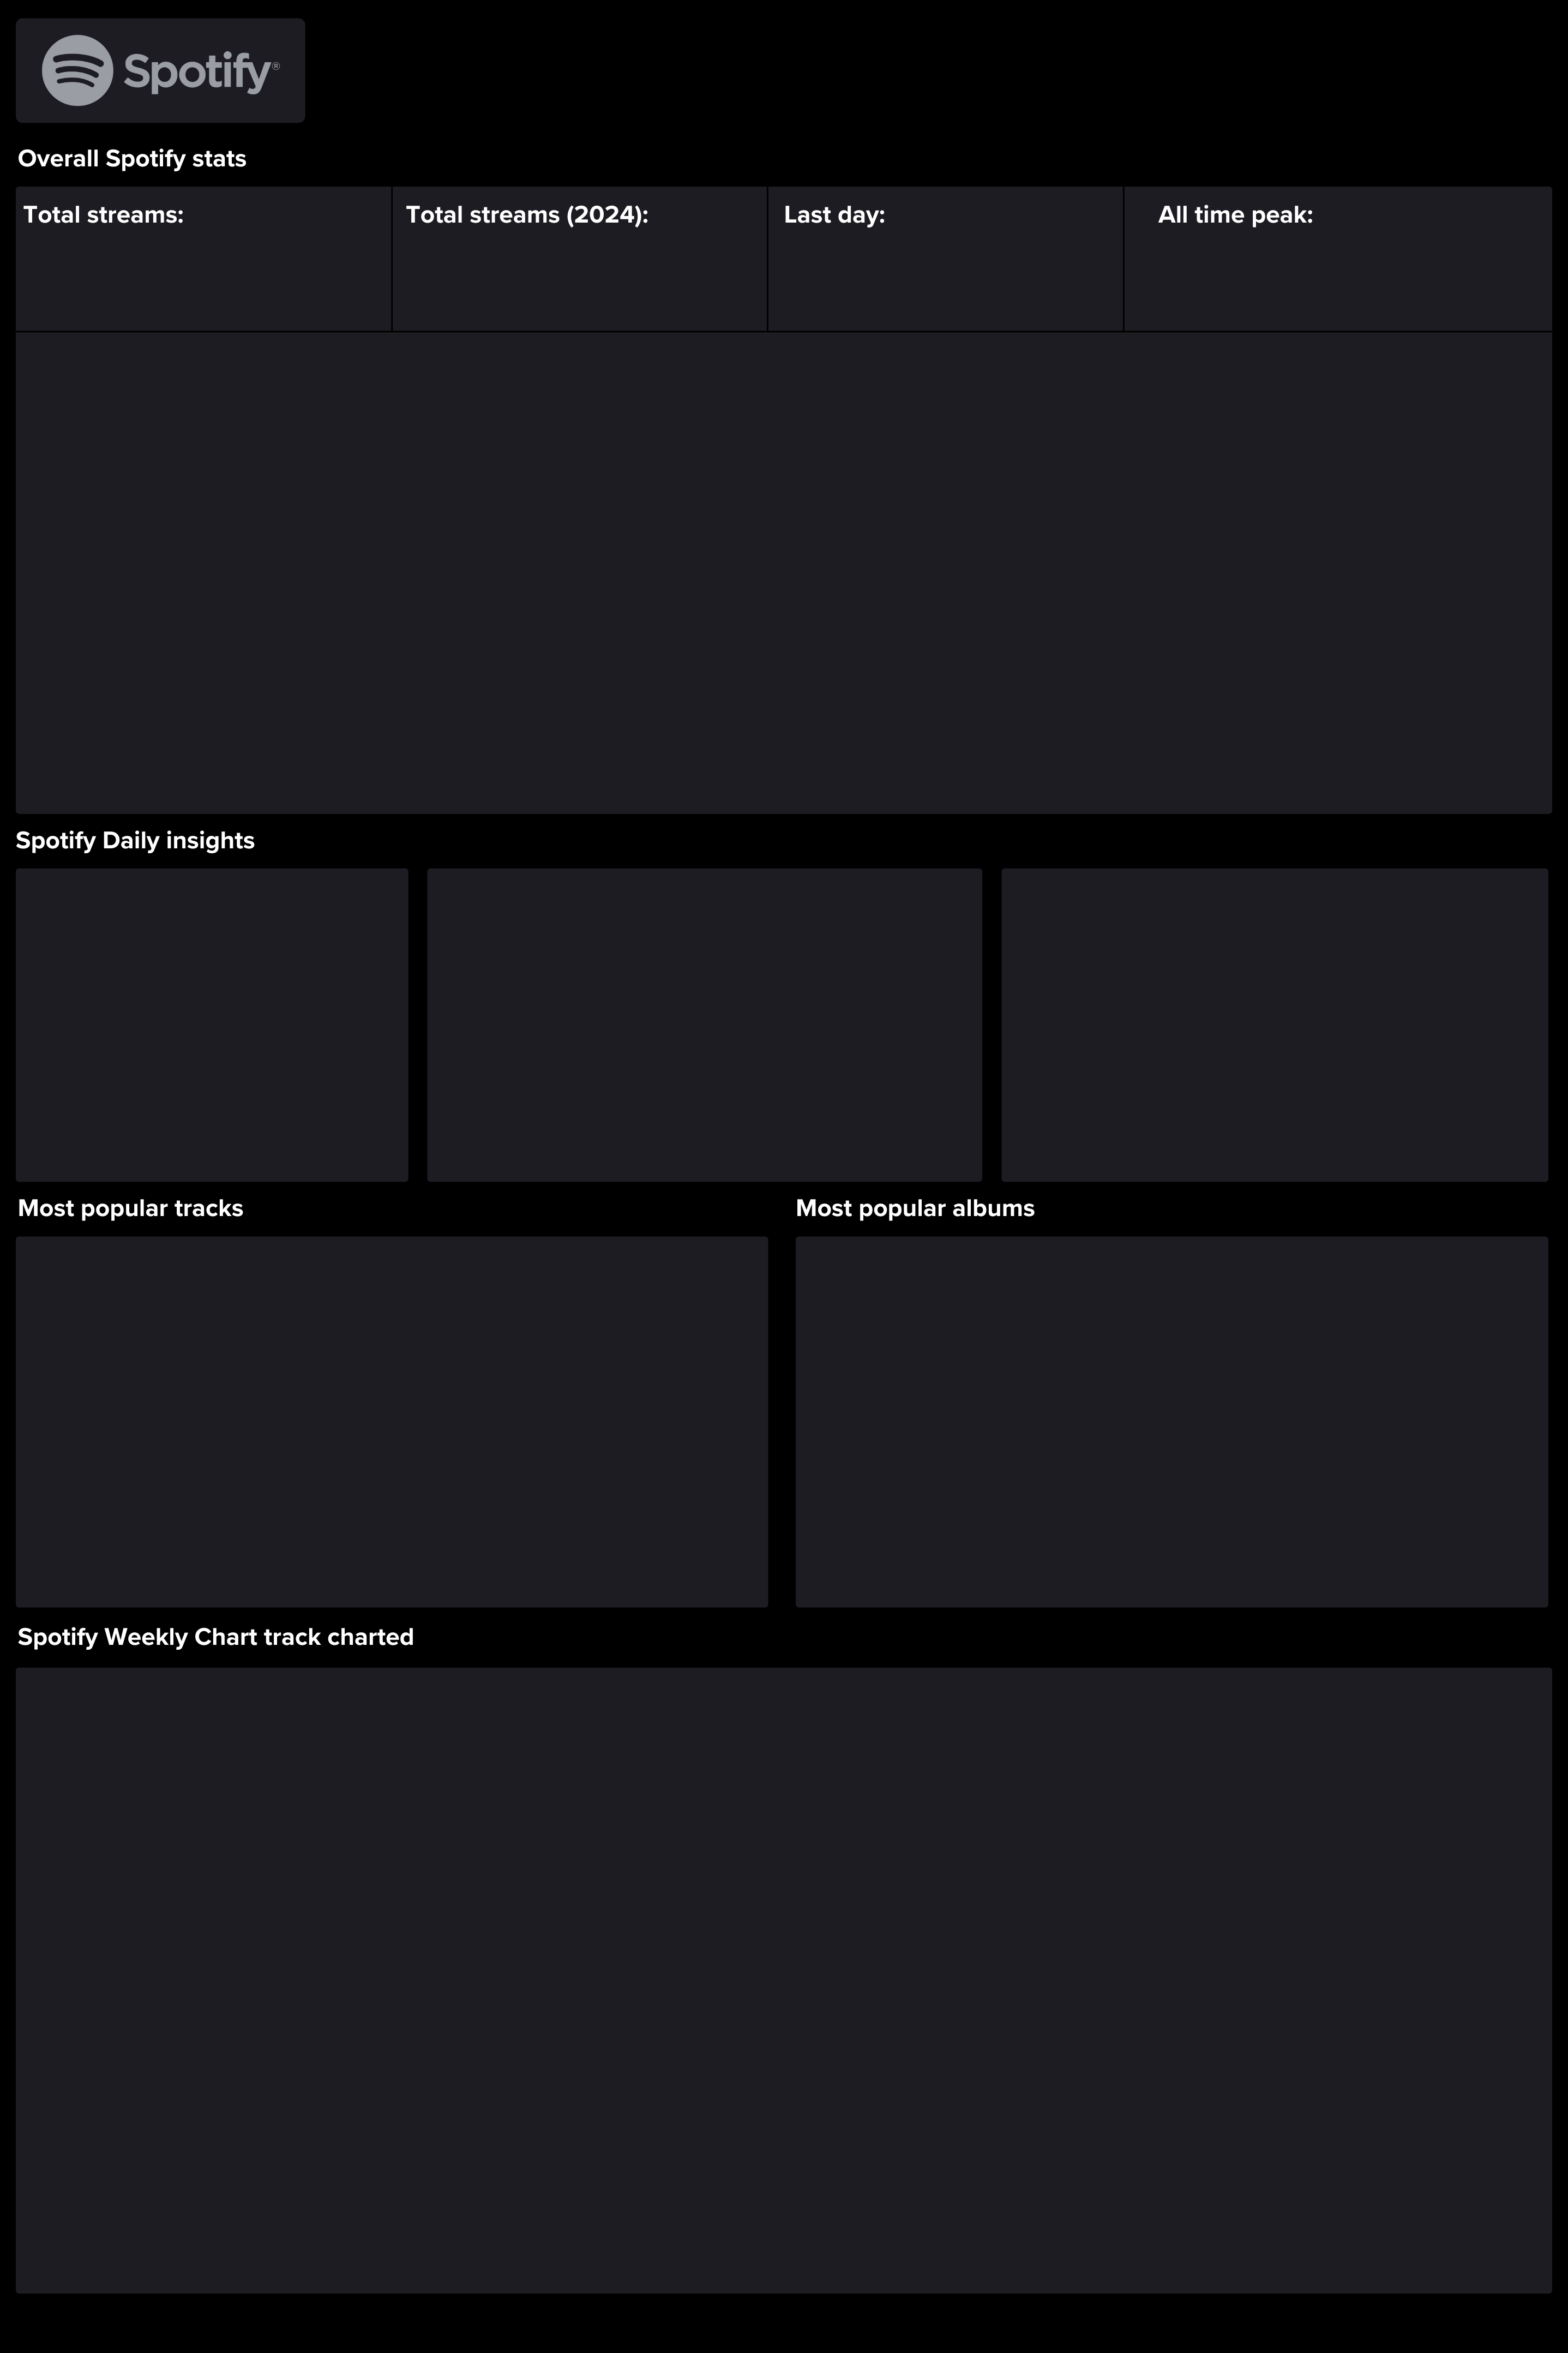 Spotify®
Overall Spotify stats
Total streams:
Total streams (2024):
Last day:
All time peak:
Spotify Daily insights
Most popular tracks
Most popular albums
Spotify Weekly Chart track charted